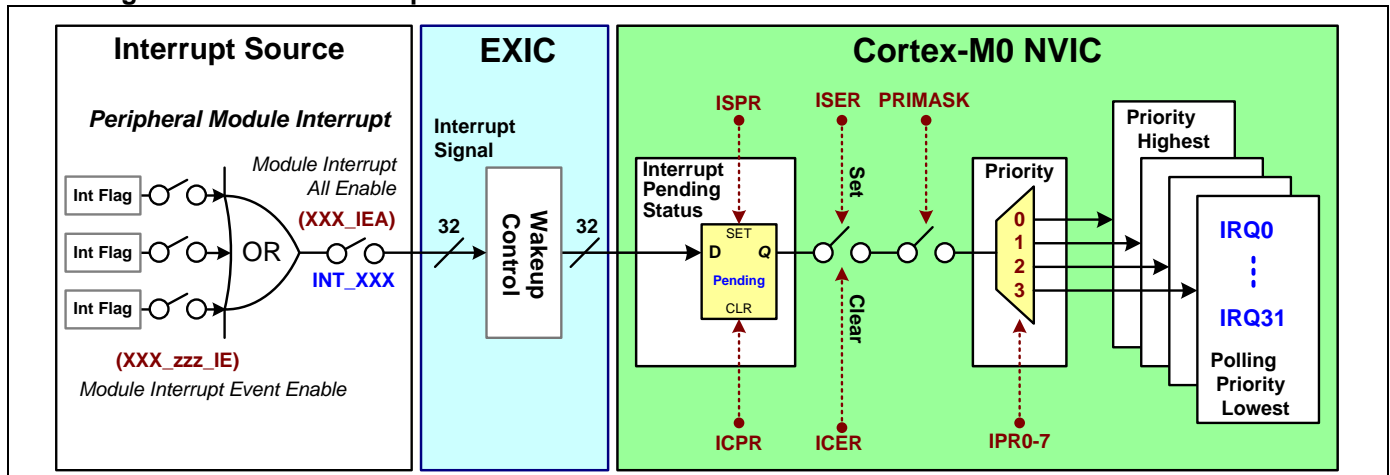 Interrupt Source
EXIC
Cortex-M0 NVIC
Peripheral Module Interrupt
Module Interrupt
All Enable
(XXX_IEA)
INT_XXX
Int Flag
Int Flag
Int Flag
OR
(XXX_zzz_IE)
Module Interrupt Event Enable
Interrupt
Signal
32
Wakeup
Control
32
ISPR
ISER
PRIMASK
Interrupt
Pending
Status
SET
D
Q
Pending
CLR
Set
Clear
ICPR
ICER
Priority
0
1
2
3
IPR0-7
Priority
Highest
IRQ0
IRQ31
Polling
Priority
Lowest